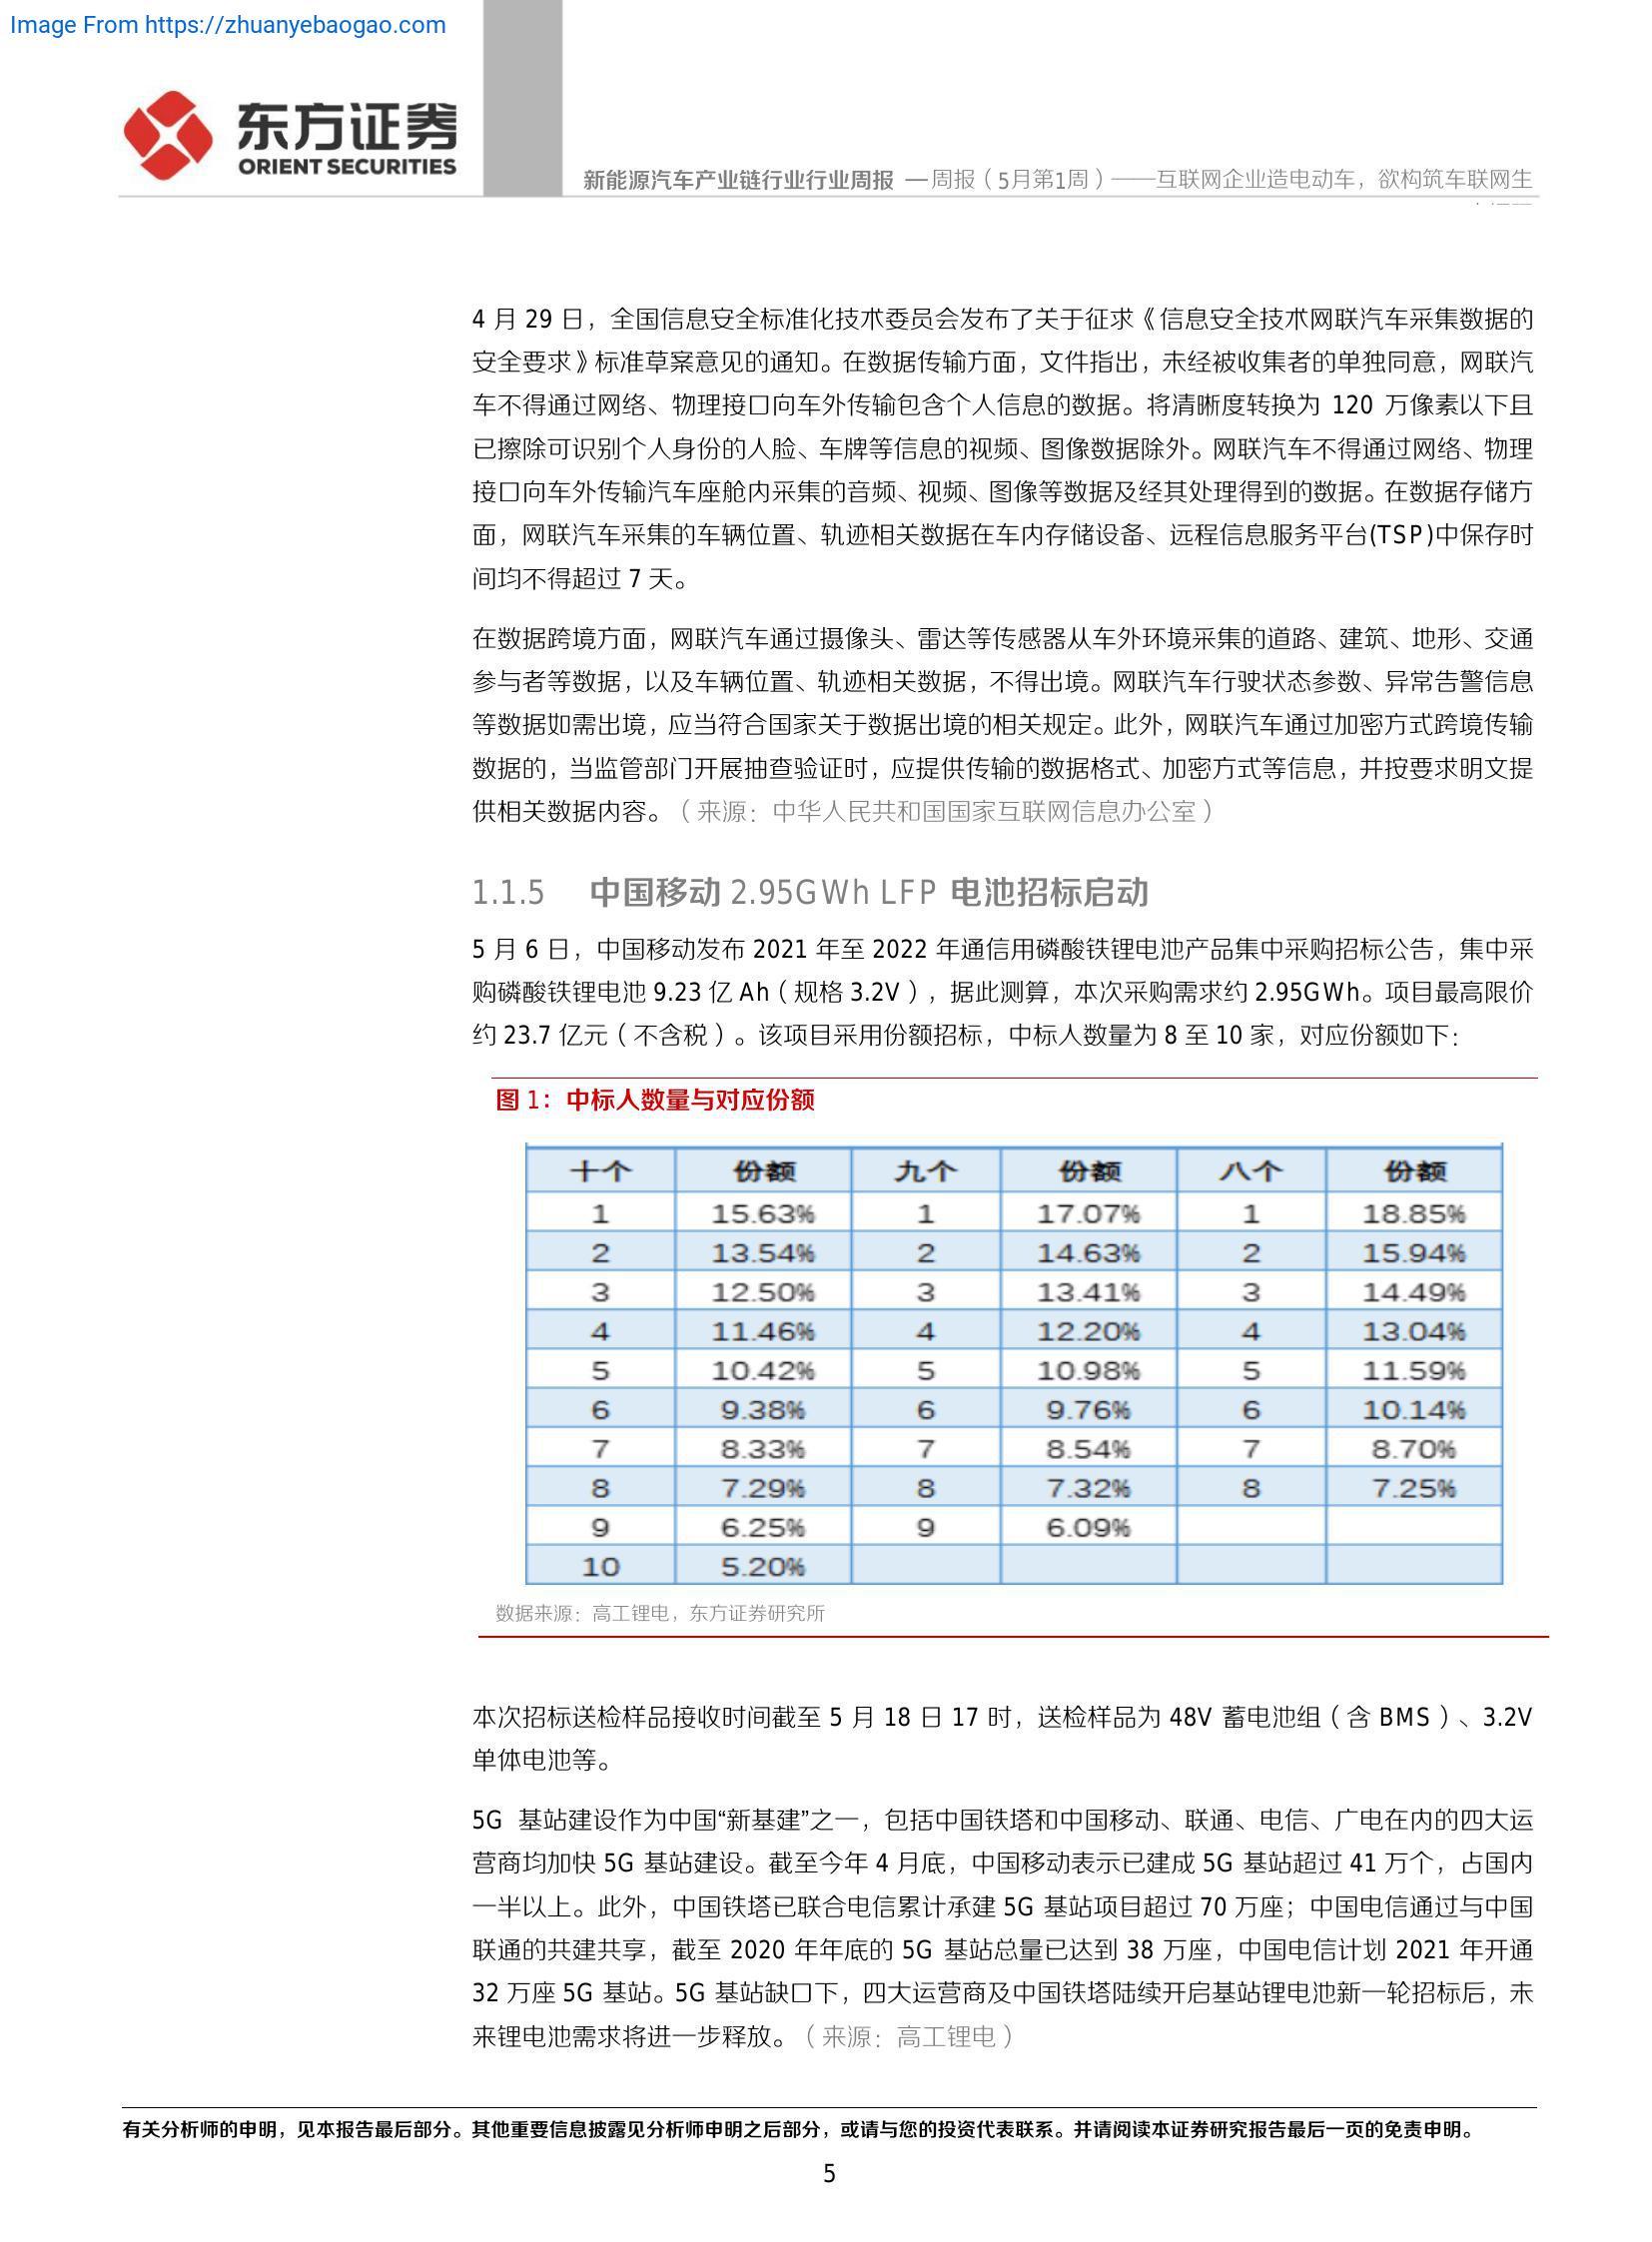 Image From https://zhuanyebaogao.com
东方证券
ORIENT SECURITIES
新能源汽车产业链行业行业周报 — 周报（5月第1周）——互联网企业造电动车，欲构筑车联网生
4 月 29 日，全国信息安全标准化技术委员会发布了关于征求《信息安全技术网联汽车采集数据的
安全要求》标准草案意见的通知。在数据传输方面，文件指出，未经被收集者的单独同意，网联汽
车不得通过网络、物理接口向车外传输包含个人信息的数据。将清晰度转换为 120 万像素以下且
已擦除可识别个人身份的人脸、车牌等信息的视频、图像数据除外。网联汽车不得通过网络、物理
接口向车外传输汽车座舱内采集的音频、视频、图像等数据及经其处理得到的数据。在数据存储方
面，网联汽车采集的车辆位置、轨迹相关数据在车内存储设备、远程信息服务平台(TSP)中保存时
间均不得超过 7 天。
在数据跨境方面，网联汽车通过摄像头、雷达等传感器从车外环境采集的道路、建筑、地形、交通
参与者等数据，以及车辆位置、轨迹相关数据，不得出境。网联汽车行驶状态参数、异常告警信息
等数据如需出境，应当符合国家关于数据出境的相关规定。此外，网联汽车通过加密方式跨境传输
数据的，当监管部门开展抽查验证时，应提供传输的数据格式、加密方式等信息，并按要求明文提
供相关数据内容。（来源：中华人民共和国国家互联网信息办公室）
1.1.5 中国移动 2.95GWh LFP 电池招标启动
5 月 6 日，中国移动发布 2021 年至 2022 年通信用磷酸铁锂电池产品集中采购招标公告，集中采
购磷酸铁锂电池 9.23 亿 Ah（规格 3.2V），据此测算，本次采购需求约 2.95GWh。项目最高限价
约 23.7 亿元（不含税）。该项目采用份额招标，中标人数量为 8 至 10 家，对应份额如下：
图 1：中标人数量与对应份额
十个 份额 九个 份额 八个 份额
1 15.63% 1 17.07% 1 18.85%
2 13.54% 2 14.63% 2 15.94%
3 12.50% 3 13.41% 3 14.49%
4 11.46% 4 12.20% 4 13.04%
5 10.42% 5 10.98% 5 11.59%
6 9.38% 6 9.76% 6 10.14%
7 8.33% 7 8.54% 7 8.70%
8 7.29% 8 7.32% 8 7.25%
9 6.25% 9 6.09%
10 5.20%
数据来源：高工锂电，东方证券研究所
本次招标送检样品接收时间截至 5 月 18 日 17 时，送检样品为 48V 蓄电池组（含 BMS）、3.2V
单体电池等。
5G 基站建设作为中国“新基建”之一，包括中国铁塔和中国移动、联通、电信、广电在内的四大运
营商均加快 5G 基站建设。截至今年 4 月底，中国移动表示已建成 5G 基站超过 41 万个，占国内
一半以上。此外，中国铁塔已联合电信累计承建 5G 基站项目超过 70 万座；中国电信通过与中国
联通的共建共享，截至 2020 年年底的 5G 基站总量已达到 38 万座，中国电信计划 2021 年开通
32 万座 5G 基站。5G 基站缺口下，四大运营商及中国铁塔陆续开启基站锂电池新一轮招标后，未
来锂电池需求将进一步释放。（来源：高工锂电）
有关分析师的申明，见本报告最后部分。其他重要信息披露见分析师申明之后部分，或请与您的投资代表联系。并请阅读本证券研究报告最后一页的免责申明。
5